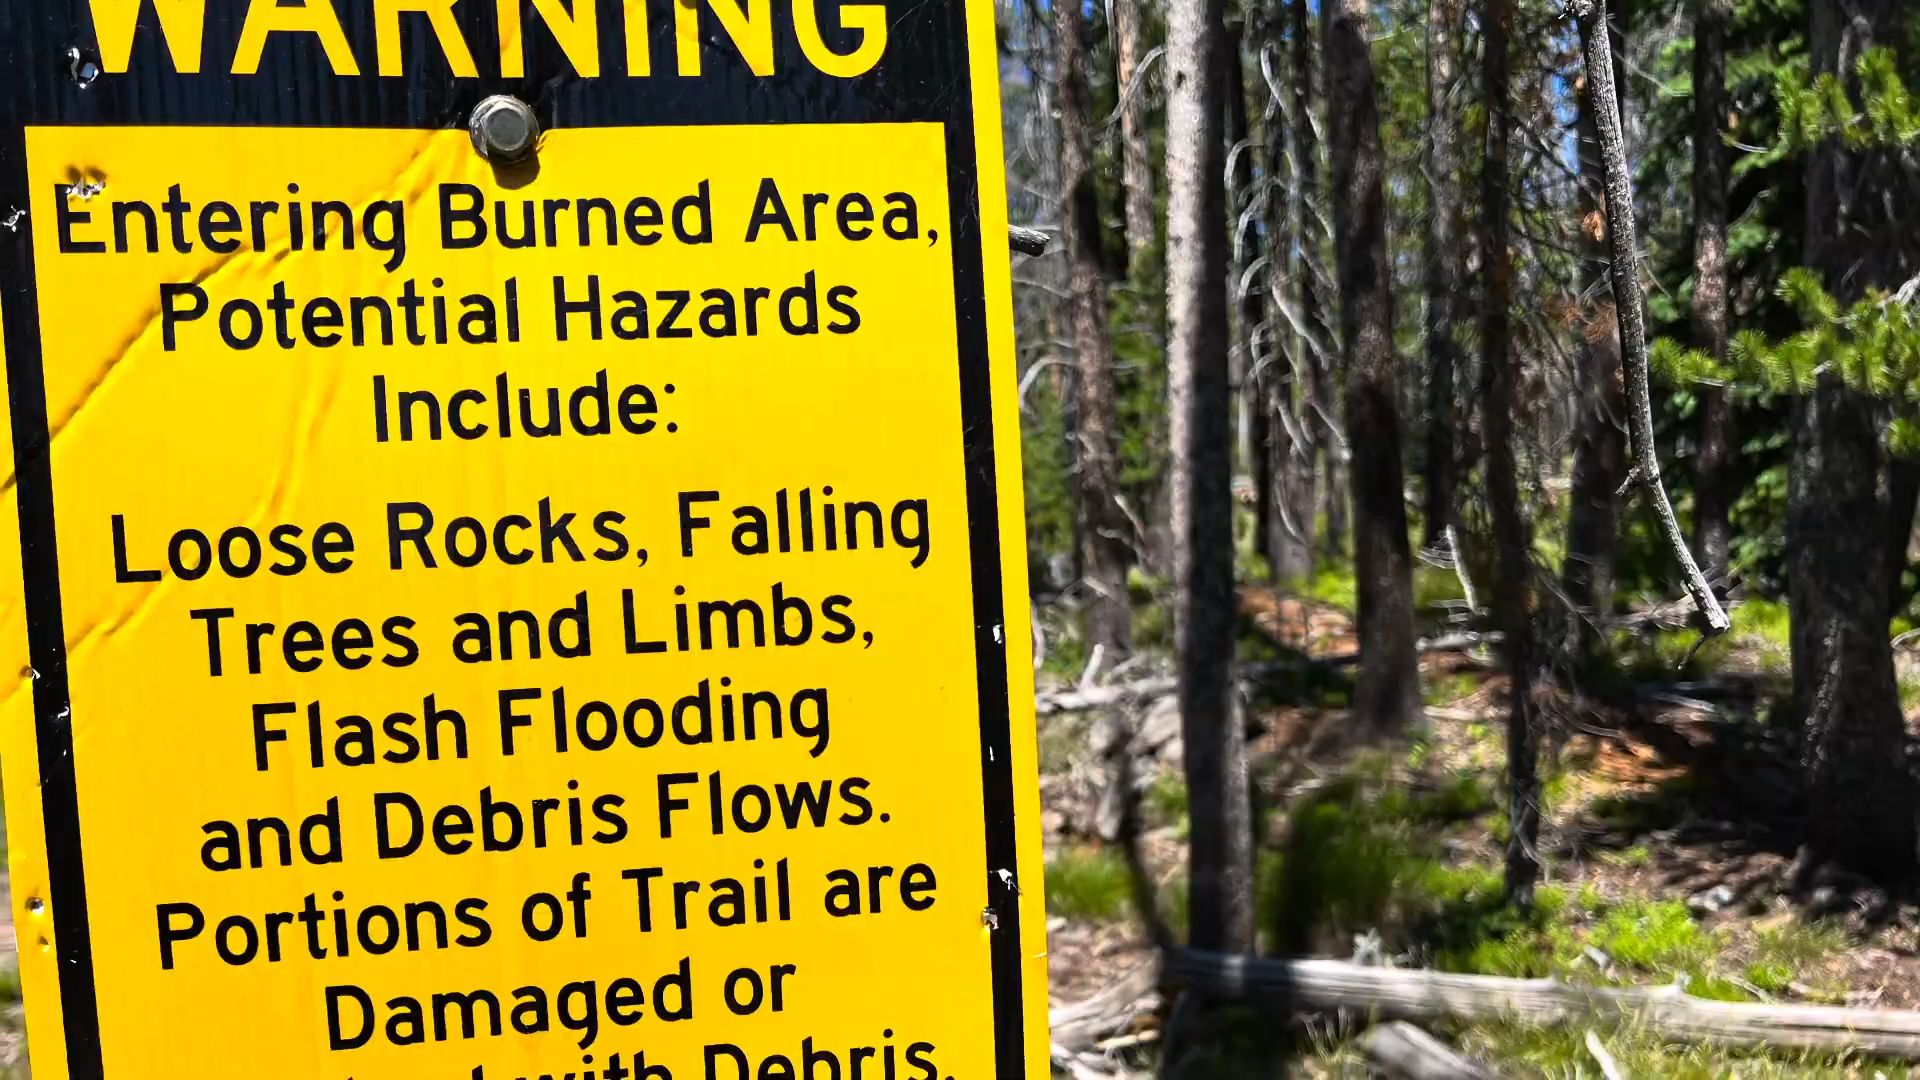 WARNING
Entering Burned Area,
Potential Hazards
Include:
Loose Rocks, Falling
Trees and Limbs,
Flash Flooding
and Debris Flows.
Portions of Trail are
Damaged or
with Debris.